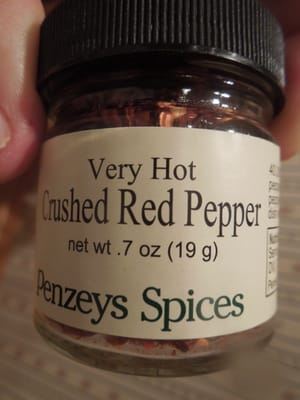 Very Hot
Crushed Red Pepper
net wt .7 oz (19 g)
Penzeys Spices